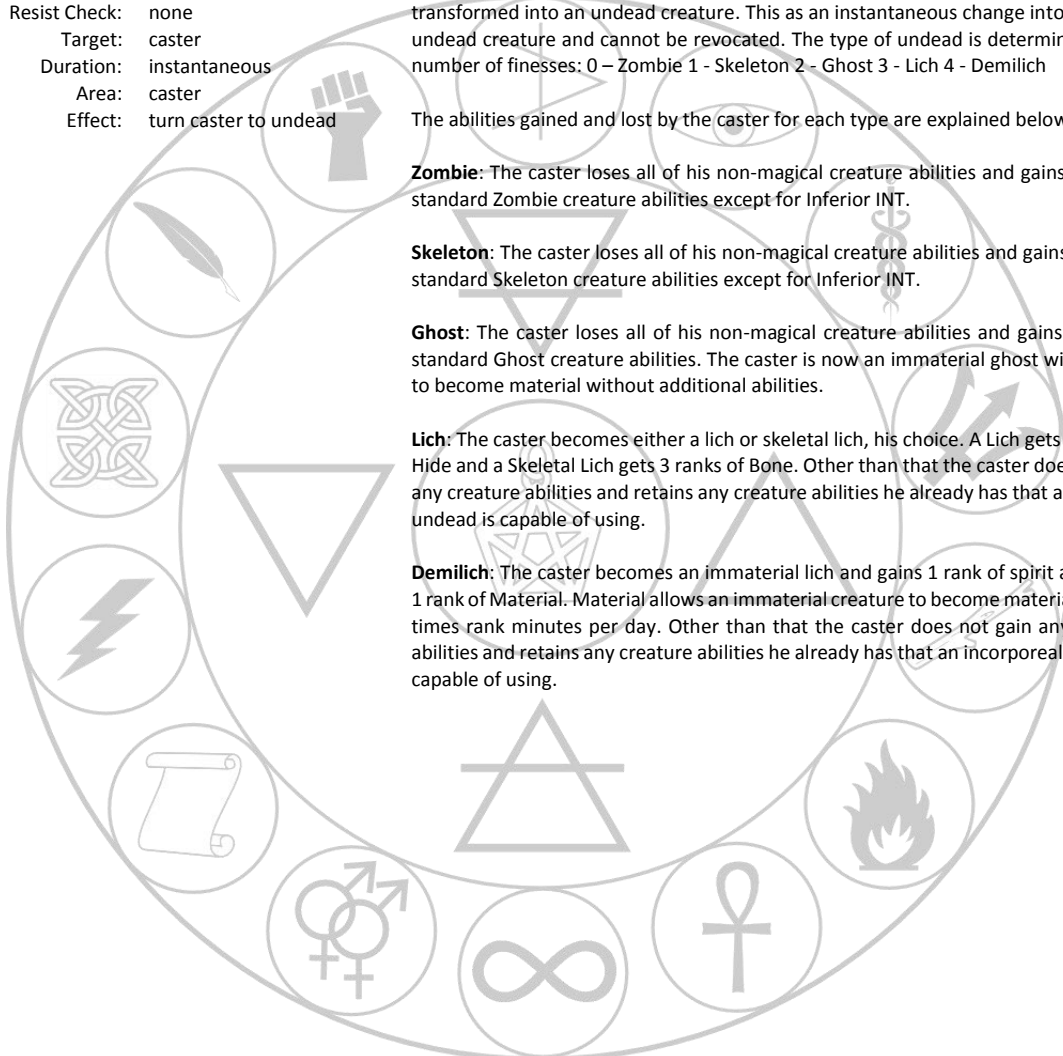 Resist Check: none
Target: caster
Duration: instantaneous
Area: caster
Effect: turn caster to undead
transformed into an undead creature. This as an instantaneous change into
undead creature and cannot be revocated. The type of undead is determin
number of finesses: 0 – Zombie 1 - Skeleton 2 - Ghost 3 - Lich 4 - Demilich
The abilities gained and lost by the caster for each type are explained below
Zombie: The caster loses all of his non-magical creature abilities and gains
standard Zombie creature abilities except for Inferior INT.
Skeleton: The caster loses all of his non-magical creature abilities and gains
standard Skeleton creature abilities except for Inferior INT.
Ghost: The caster loses all of his non-magical creature abilities and gains
standard Ghost creature abilities. The caster is now an immaterial ghost wi
to become material without additional abilities.
Lich: The caster becomes either a lich or skeletal lich, his choice. A Lich gets
Hide and a Skeletal Lich gets 3 ranks of Bone. Other than that the caster doe
any creature abilities and retains any creature abilities he already has that a
undead is capable of using.
Demilich: The caster becomes an immaterial lich and gains 1 rank of spirit a
1 rank of Material. Material allows an immaterial creature to become materia
times rank minutes per day. Other than that the caster does not gain any
abilities and retains any creature abilities he already has that an incorporeal
capable of using.